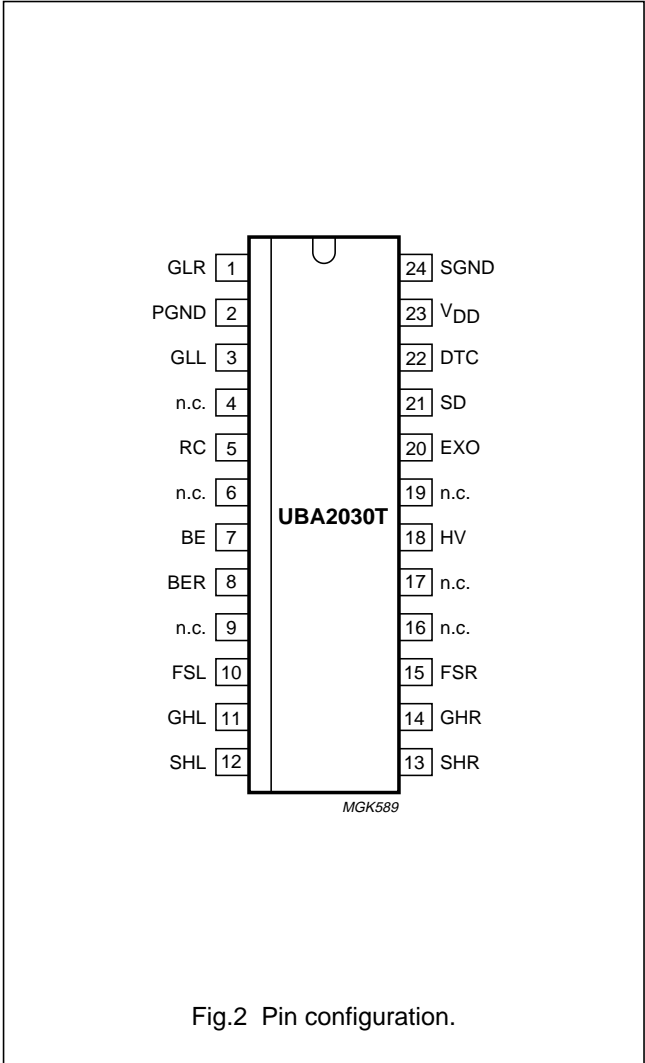 GLR 1
PGND 2
GLL 3
n.c. 4
RC 5
n.c. 6
BE 7
BER 8
n.c. 9
FSL 10
GHL 11
SHL 12
UBA2030T
24 SGND
23 VDD
22 DTC
21 SD
20 EXO
19 n.c.
18 HV
17 n.c.
16 n.c.
15 FSR
14 GHR
13 SHR
MGK589
Fig.2 Pin configuration.